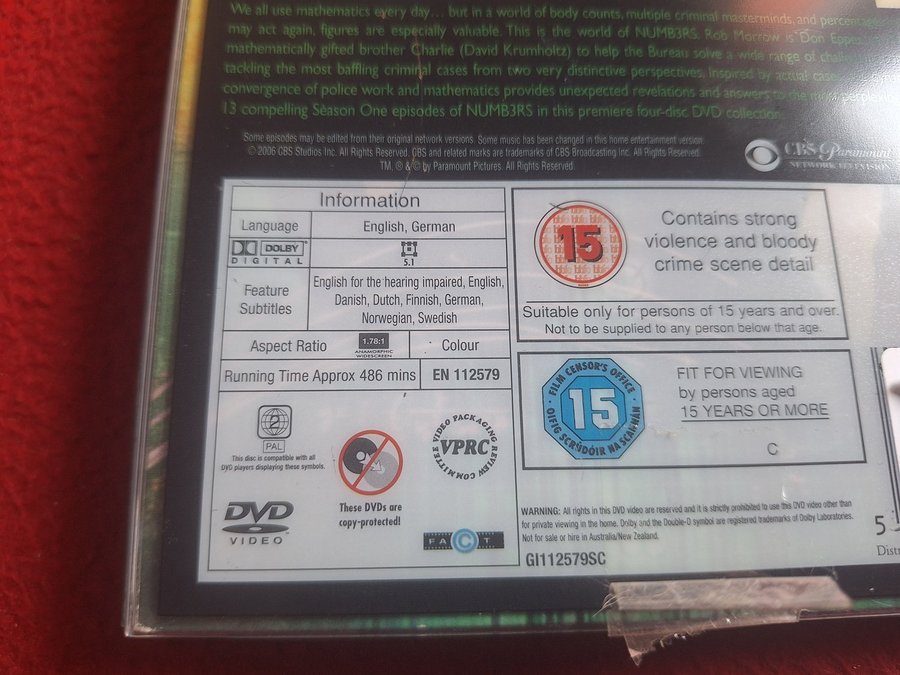 We all use mathematics every day... but in a world of body counts, multiple criminal masterminds, and percentages
may act again, figures are especially valuable. This is the world of NUMB3RS. Rob Morrow is Don Eppes
mathematically gifted brother Charlie (David Krumholtz) to help the Bureau solve a wide range of
tackling the most baffling criminal cases from two very distinctive perspectives. Inspired by actual
convergence of police work and mathematics provides unexpected revelations and answers to the most
13 compelling Season One episodes of NUMB3RS in this premiere four-disc DVD collection.
Some episodes may be edited from their original network versions. Some music has been changed in this home entertainment version.
© 2006 CBS Studios Inc. All Rights Reserved. CBS and related marks are trademarks of CBS Broadcasting Inc. All Rights Reserved.
TM, ® & © by Paramount Pictures. All Rights Reserved.
CBS Paramount
NETWORK TELEVISION
Information
Language
English, German
DOLBY
DIGITAL
5.1
Feature
Subtitles
English for the hearing impaired, English,
Danish, Dutch, Finnish, German,
Norwegian, Swedish
Aspect Ratio
1.78:1
ANAMORPHIC
WIDESCREEN
Colour
Running Time Approx 486 mins
EN 112579
2
PAL
This disc is compatible with all
DVD players displaying these symbols.
These DVDs are
copy-protected!
VIDEO PACKAGING REVIEW COMMITTEE
VPRC
DVD
VIDEO
FACT
15
Contains strong
violence and bloody
crime scene detail
Suitable only for persons of 15 years and over.
Not to be supplied to any person below that age.
FILM CENSOR'S OFFICE
15
OIFIG SCRÚDÓIR NA SCANNÁN
FIT FOR VIEWING
by persons aged
15 YEARS OR MORE
C
WARNING: All rights in this DVD video are reserved and it is strictly prohibited to use this DVD video other than
for private viewing in the home. Dolby and the Double-D symbol are registered trademarks of Dolby Laboratories.
Not for sale or hire in Australia/New Zealand.
GI112579SC
5
Distr